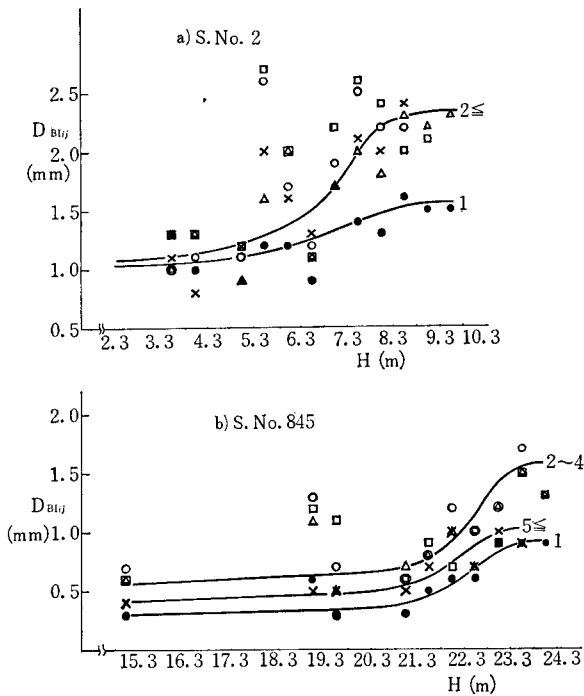 a) S. No. 2
2.5
D_BIij
2.0
(mm)
1.5
1.0
0.5
2≦
1
2.3 3.3 4.3 5.3 6.3 7.3 8.3 9.3 10.3
H (m)
b) S. No. 845
2.0
1.5
D_BIij
(mm) 1.0
0.5
2~4
5≦
1
15.3 16.3 17.3 18.3 19.3 20.3 21.3 22.3 23.3 24.3
H (m)